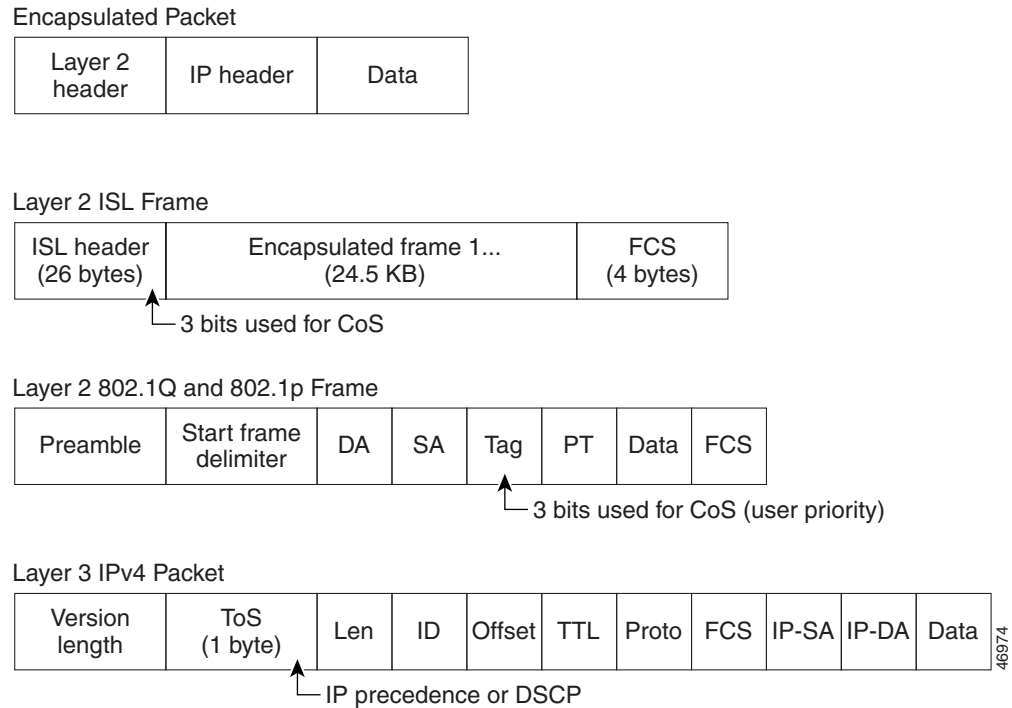 Encapsulated Packet
Layer 2
header
IP header
Data
Layer 2 ISL Frame
ISL header
(26 bytes)
Encapsulated frame 1...
(24.5 KB)
FCS
(4 bytes)
3 bits used for CoS
Layer 2 802.1Q and 802.1p Frame
Preamble
Start frame
delimiter
DA
SA
Tag
PT
Data
FCS
3 bits used for CoS (user priority)
Layer 3 IPv4 Packet
Version
length
ToS
(1 byte)
Len
ID
Offset
TTL
Proto
FCS
IP-SA
IP-DA
Data
46974
IP precedence or DSCP